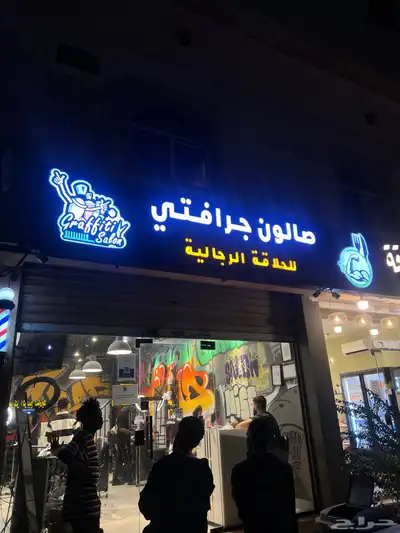 Graffiti
Salon
صالون جرافتي
للحلاقة الرجالية
حراج